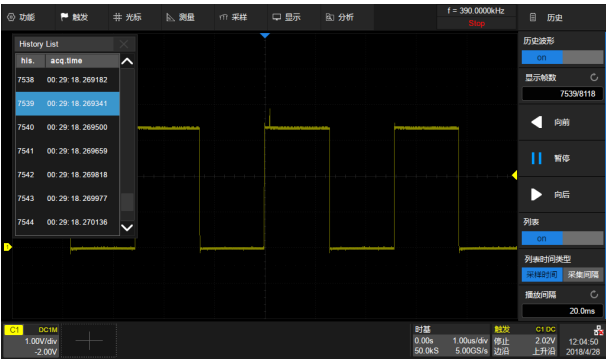 功能 触发 光标 测量 采样 显示 分析 f = 390.0000kHz 历史
Stop
History List
his. acq.time
7538 00:29:18.269182
7539 00:29:18.269341
7540 00:29:18.269500
7541 00:29:18.269659
7542 00:29:18.269818
7543 00:29:18.269977
7544 00:29:18.270136
历史波形
on
显示帧数
7539/8118
向前
暂停
向后
列表
on
列表时间类型
采样时间 采集间隔
播放间隔
20.0ms
1
C1 DC1M
1.00V/div
-2.00V
时基
0.00s 1.00us/div
50.0kS 5.00GS/s
触发 C1 DC
停止 2.02V
边沿 上升沿
12:04:50
2018/4/28